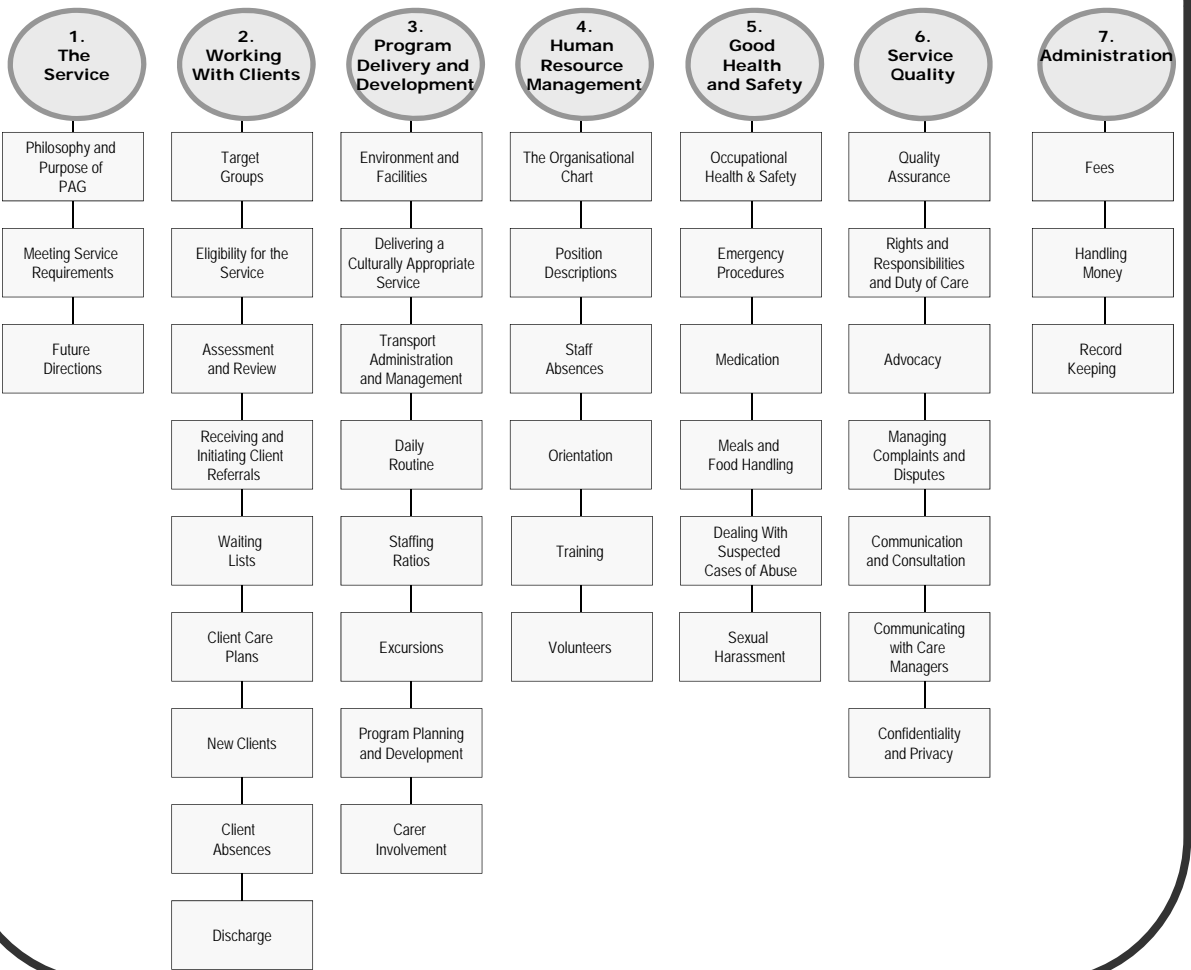 1.
The
Service
Philosophy and
Purpose of
PAG
Meeting Service
Requirements
Future
Directions
2.
Working
With Clients
Target
Groups
Eligibility for the
Service
Assessment
and Review
Receiving and
Initiating Client
Referrals
Waiting
Lists
Client Care
Plans
New Clients
Client
Absences
Discharge
3.
Program
Delivery and
Development
Environment and
Facilities
Delivering a
Culturally Appropriate
Service
Transport
Administration
and Management
Daily
Routine
Staffing
Ratios
Excursions
Program Planning
and Development
Carer
Involvement
4.
Human
Resource
Management
The Organisational
Chart
Position
Descriptions
Staff
Absences
Orientation
Training
Volunteers
5.
Good
Health
and Safety
Occupational
Health & Safety
Emergency
Procedures
Medication
Meals and
Food Handling
Dealing With
Suspected
Cases of Abuse
Sexual
Harassment
6.
Service
Quality
Quality
Assurance
Rights and
Responsibilities
and Duty of Care
Advocacy
Managing
Complaints and
Disputes
Communication
and Consultation
Communicating
with Care
Managers
Confidentiality
and Privacy
7.
Administration
Fees
Handling
Money
Record
Keeping